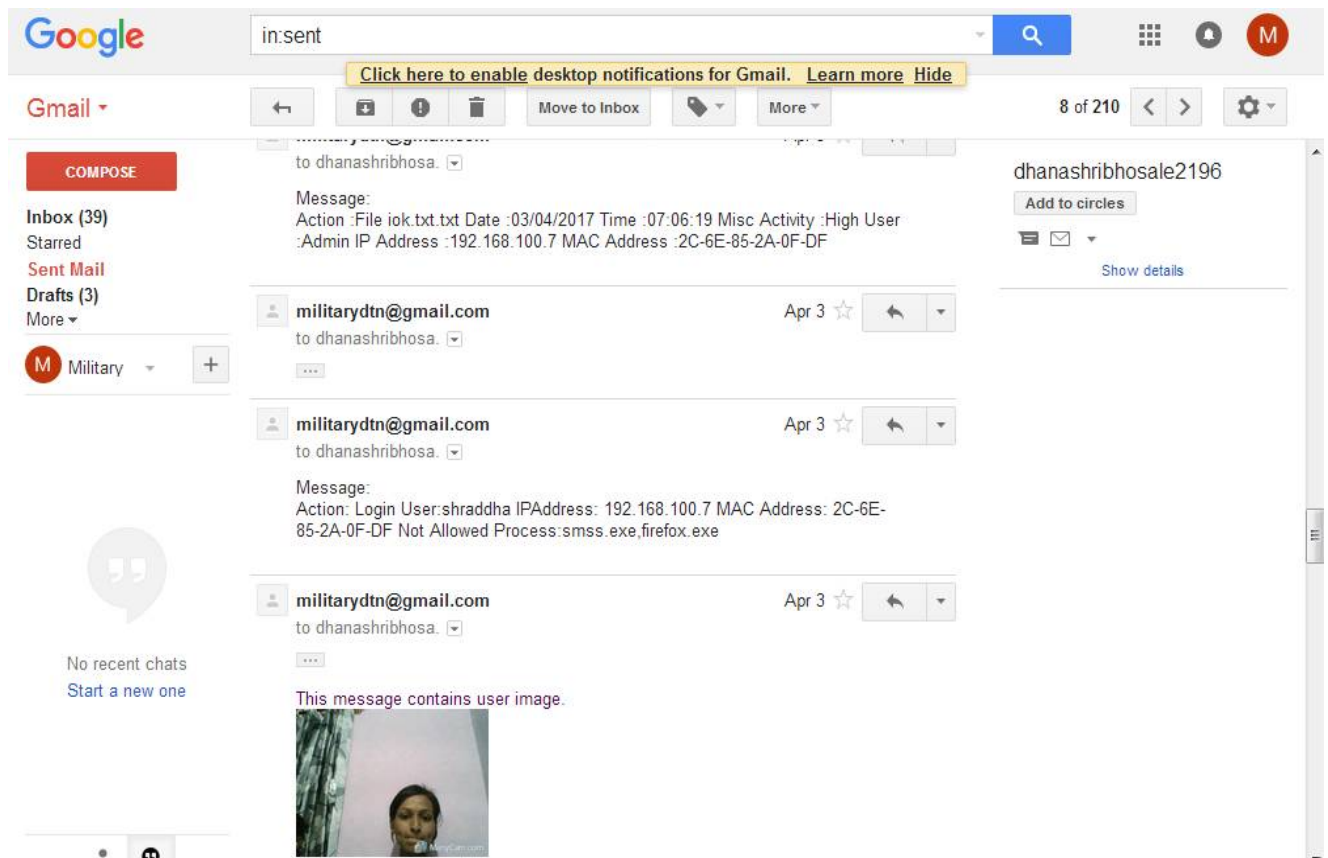 Google
in:sent
M
Click here to enable desktop notifications for Gmail. Learn more Hide
Gmail
Move to Inbox
More
8 of 210
COMPOSE
Inbox (39)
Starred
Sent Mail
Drafts (3)
More
M Military
+
No recent chats
Start a new one
to dhanashribhosa.
Message:
Action :File iok.txt.txt Date :03/04/2017 Time :07:06:19 Misc Activity :High User
:Admin IP Address :192.168.100.7 MAC Address :2C-6E-85-2A-0F-DF
militarydtn@gmail.com
Apr 3
to dhanashribhosa.
...
militarydtn@gmail.com
Apr 3
to dhanashribhosa.
Message:
Action: Login User:shraddha IPAddress: 192.168.100.7 MAC Address: 2C-6E-
85-2A-0F-DF Not Allowed Process:smss.exe,firefox.exe
militarydtn@gmail.com
Apr 3
to dhanashribhosa.
...
This message contains user image.
ManyCam.com
dhanashribhosale2196
Add to circles
Show details